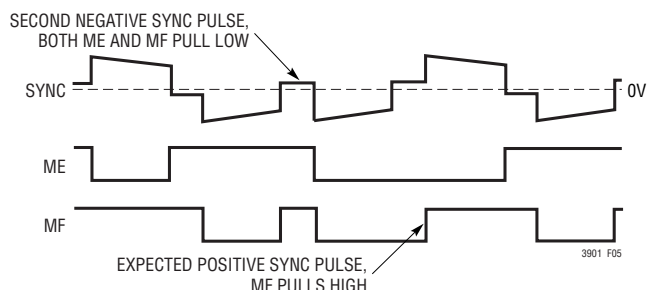 SECOND NEGATIVE SYNC PULSE,
BOTH ME AND MF PULL LOW
SYNC
0V
ME
MF
3901 F05
EXPECTED POSITIVE SYNC PULSE,
MF PULLS HIGH